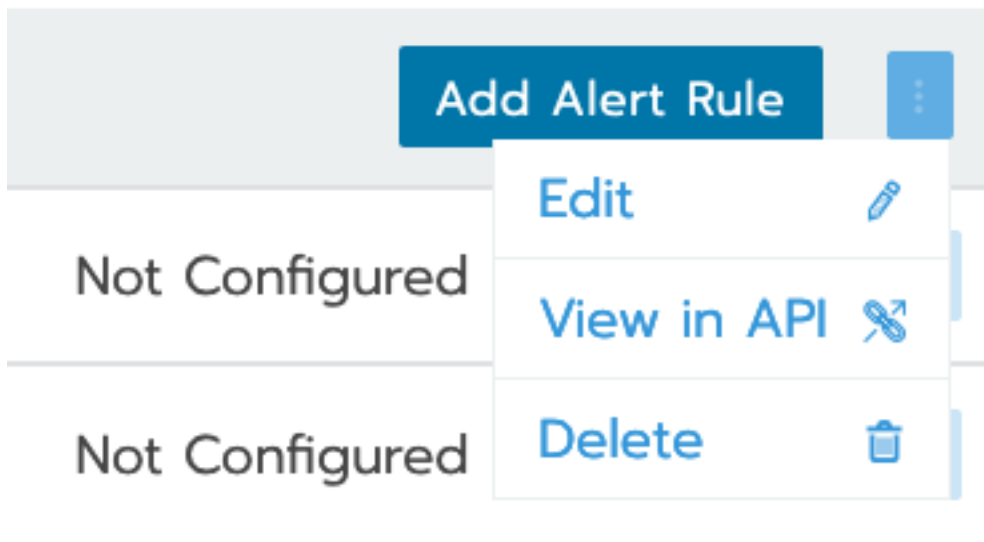 Add Alert Rule
Edit
Not Configured
View in API
Not Configured
Delete